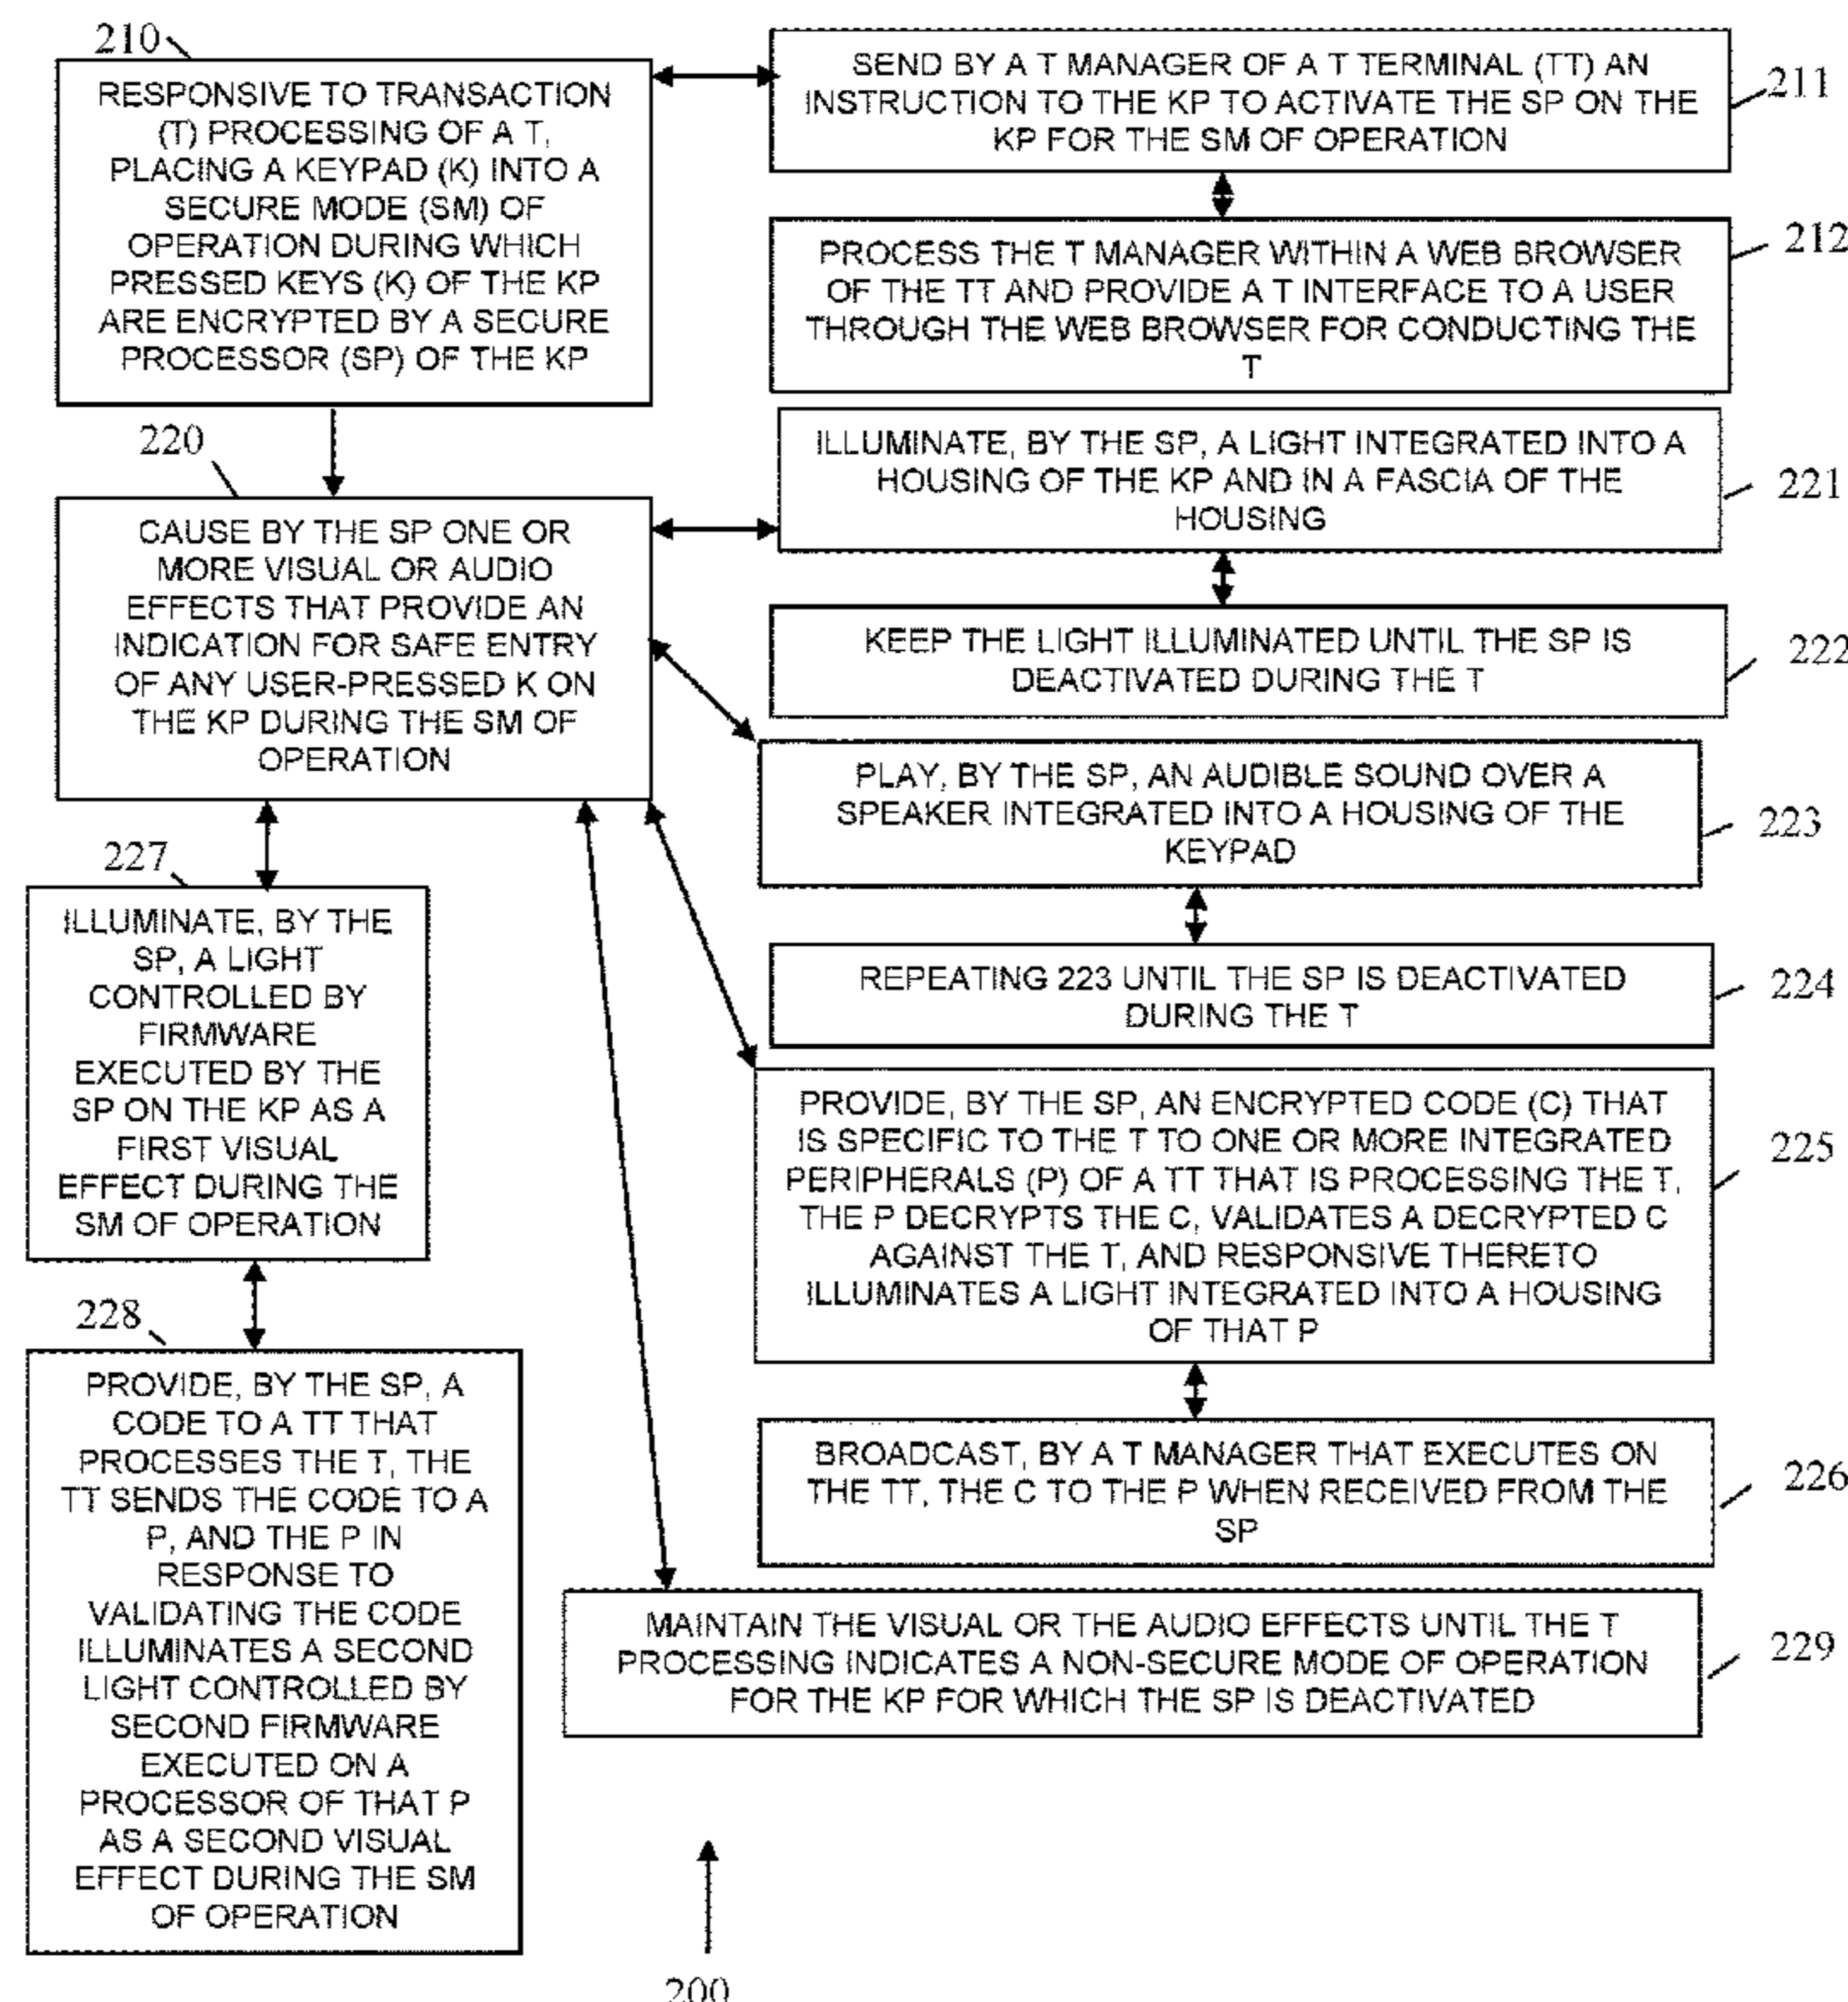 210
RESPONSIVE TO TRANSACTION
(T) PROCESSING OF A T,
PLACING A KEYPAD (K) INTO A
SECURE MODE (SM) OF
OPERATION DURING WHICH
PRESSED KEYS (K) OF THE KP
ARE ENCRYPTED BY A SECURE
PROCESSOR (SP) OF THE KP
SEND BY A T MANAGER OF A T TERMINAL (TT) AN
INSTRUCTION TO THE KP TO ACTIVATE THE SP ON THE
KP FOR THE SM OF OPERATION
211
PROCESS THE T MANAGER WITHIN A WEB BROWSER
OF THE TT AND PROVIDE A T INTERFACE TO A USER
THROUGH THE WEB BROWSER FOR CONDUCTING THE
T
212
220
CAUSE BY THE SP ONE OR
MORE VISUAL OR AUDIO
EFFECTS THAT PROVIDE AN
INDICATION FOR SAFE ENTRY
OF ANY USER-PRESSED K ON
THE KP DURING THE SM OF
OPERATION
ILLUMINATE, BY THE SP, A LIGHT INTEGRATED INTO A
HOUSING OF THE KP AND IN A FASCIA OF THE
HOUSING
221
KEEP THE LIGHT ILLUMINATED UNTIL THE SP IS
DEACTIVATED DURING THE T
222
PLAY, BY THE SP, AN AUDIBLE SOUND OVER A
SPEAKER INTEGRATED INTO A HOUSING OF THE
KEYPAD
223
REPEATING 223 UNTIL THE SP IS DEACTIVATED
DURING THE T
224
PROVIDE, BY THE SP, AN ENCRYPTED CODE (C) THAT
IS SPECIFIC TO THE T TO ONE OR MORE INTEGRATED
PERIPHERALS (P) OF A TT THAT IS PROCESSING THE T,
THE P DECRYPTS THE C, VALIDATES A DECRYPTED C
AGAINST THE T, AND RESPONSIVE THERETO
ILLUMINATES A LIGHT INTEGRATED INTO A HOUSING
OF THAT P
225
BROADCAST, BY A T MANAGER THAT EXECUTES ON
THE TT, THE C TO THE P WHEN RECEIVED FROM THE
SP
226
227
ILLUMINATE, BY THE
SP, A LIGHT
CONTROLLED BY
FIRMWARE
EXECUTED BY THE
SP ON THE KP AS A
FIRST VISUAL
EFFECT DURING THE
SM OF OPERATION
228
PROVIDE, BY THE SP, A
CODE TO A TT THAT
PROCESSES THE T, THE
TT SENDS THE CODE TO A
P, AND THE P IN
RESPONSE TO
VALIDATING THE CODE
ILLUMINATES A SECOND
LIGHT CONTROLLED BY
SECOND FIRMWARE
EXECUTED ON A
PROCESSOR OF THAT P
AS A SECOND VISUAL
EFFECT DURING THE SM
OF OPERATION
MAINTAIN THE VISUAL OR THE AUDIO EFFECTS UNTIL THE T
PROCESSING INDICATES A NON-SECURE MODE OF OPERATION
FOR THE KP FOR WHICH THE SP IS DEACTIVATED
229
200